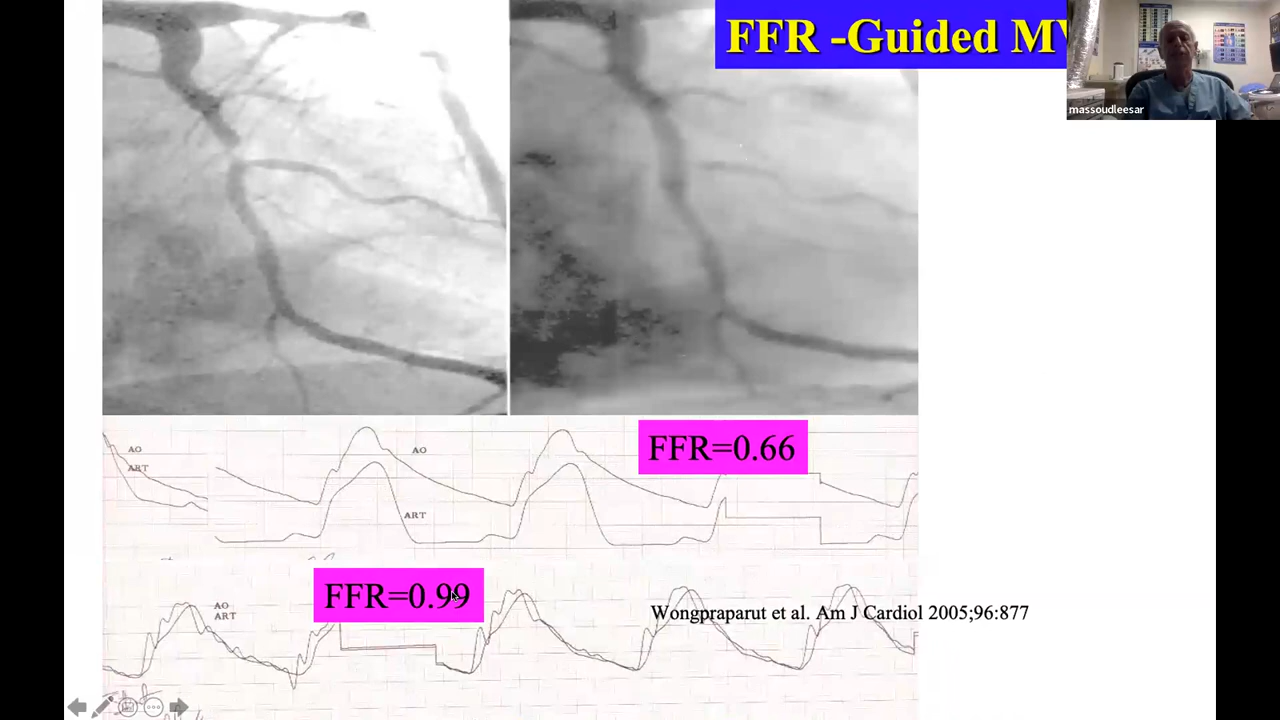 FFR -Guided MV
massoudleesar
AO
ART
AO
ART
FFR=0.66
FFR=0.99
AO
ART
Wongpraparut et al. Am J Cardiol 2005;96:877